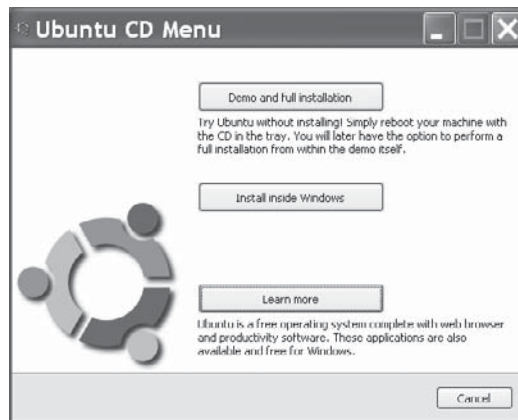 Ubuntu CD Menu
Demo and full installation
Try Ubuntu without installing! Simply reboot your machine with
the CD in the tray. You will later have the option to perform a
full installation from within the demo itself.
Install inside Windows
Learn more
Ubuntu is a free operating system complete with web browser
and productivity software. These applications are also
available and free for Windows.
Cancel